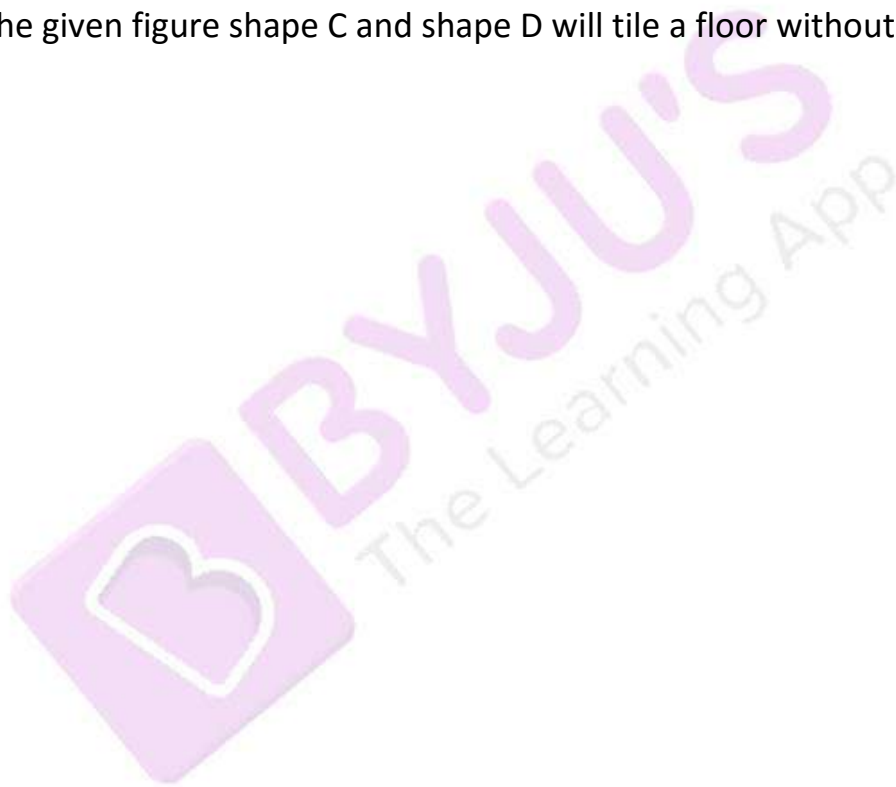 he given figure shape C and shape D will tile a floor without
BYJU'S
The Learning App